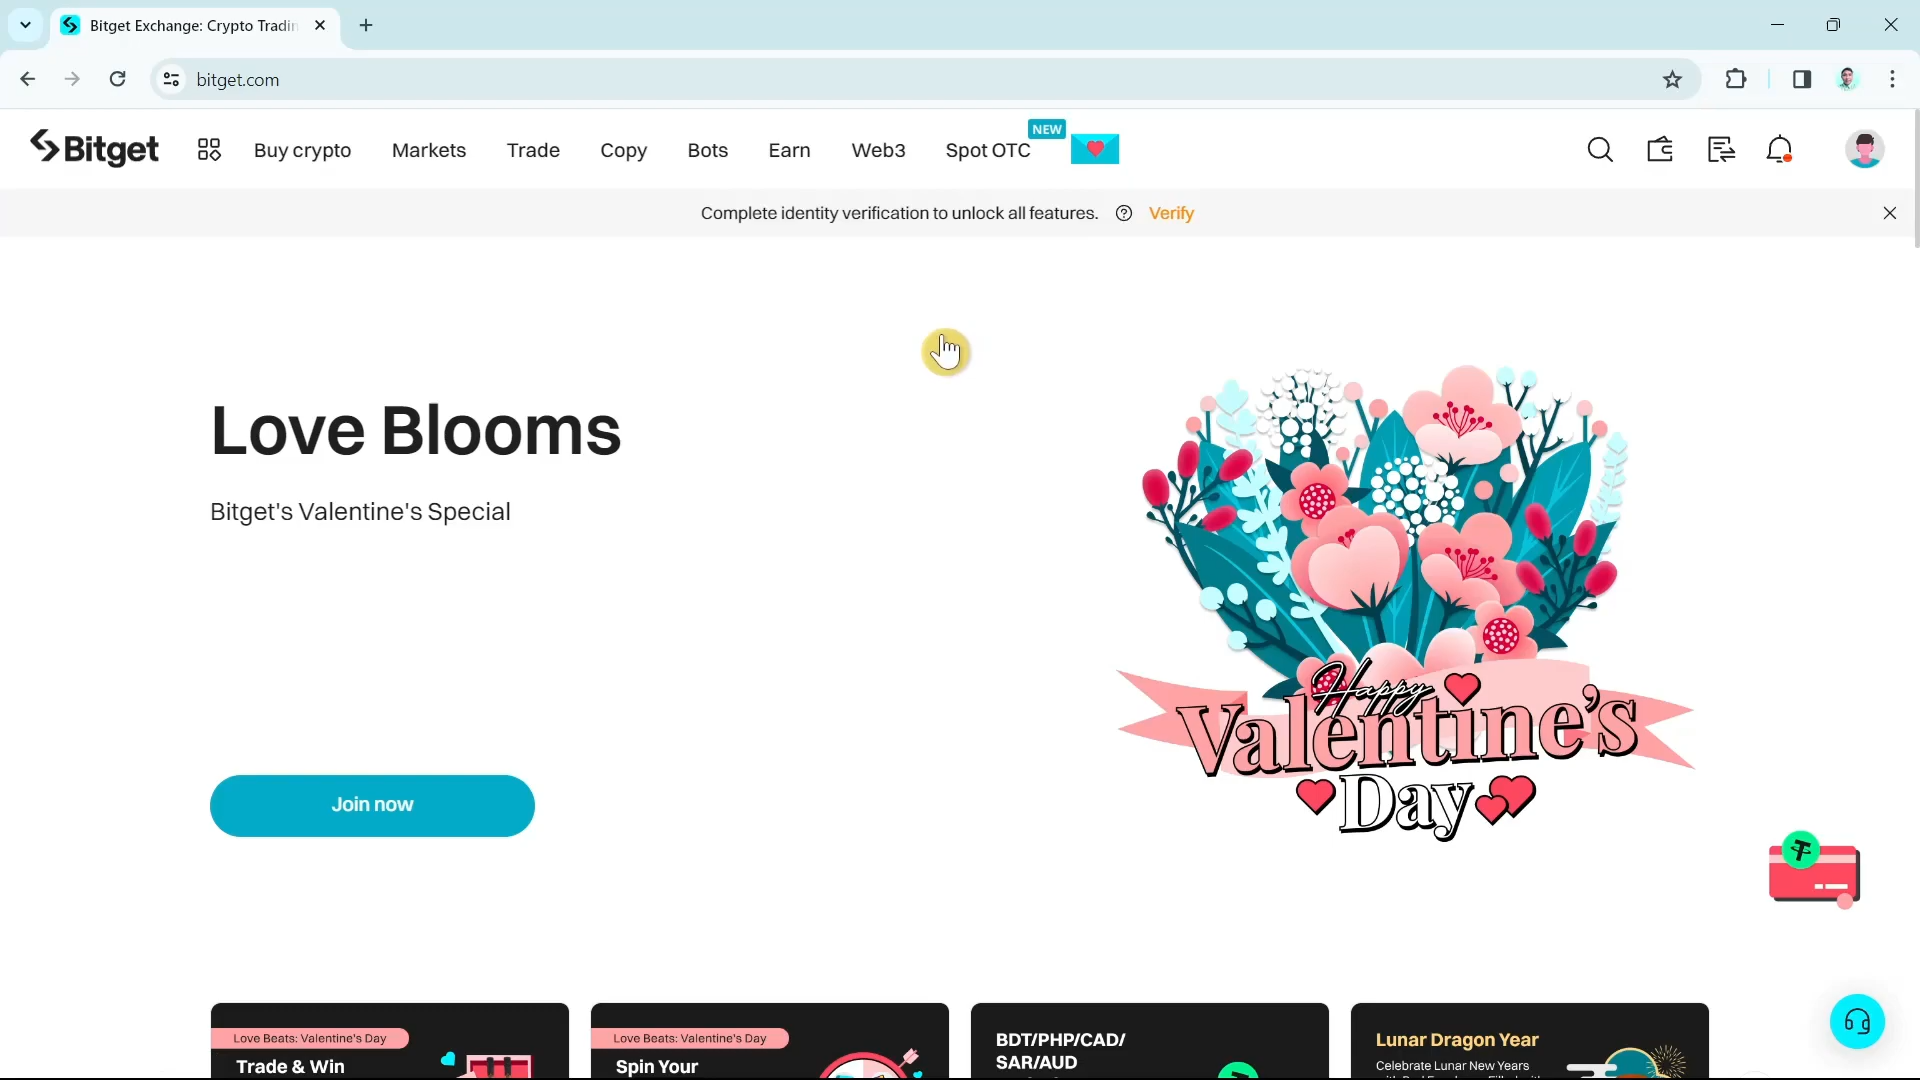 Bitget Exchange: Crypto Tradin
bitget.com
Bitget
Buy crypto
Markets
Trade
Copy
Bots
Earn
Web3
Spot OTC
NEW
Complete identity verification to unlock all features.
Verify
Love Blooms
Bitget's Valentine's Special
Join now
Happy
Valentine's
Day
Love Beats: Valentine's Day
Trade & Win
Love Beats: Valentine's Day
Spin Your
BDT/PHP/CAD/
SAR/AUD
Lunar Dragon Year
Celebrate Lunar New Years